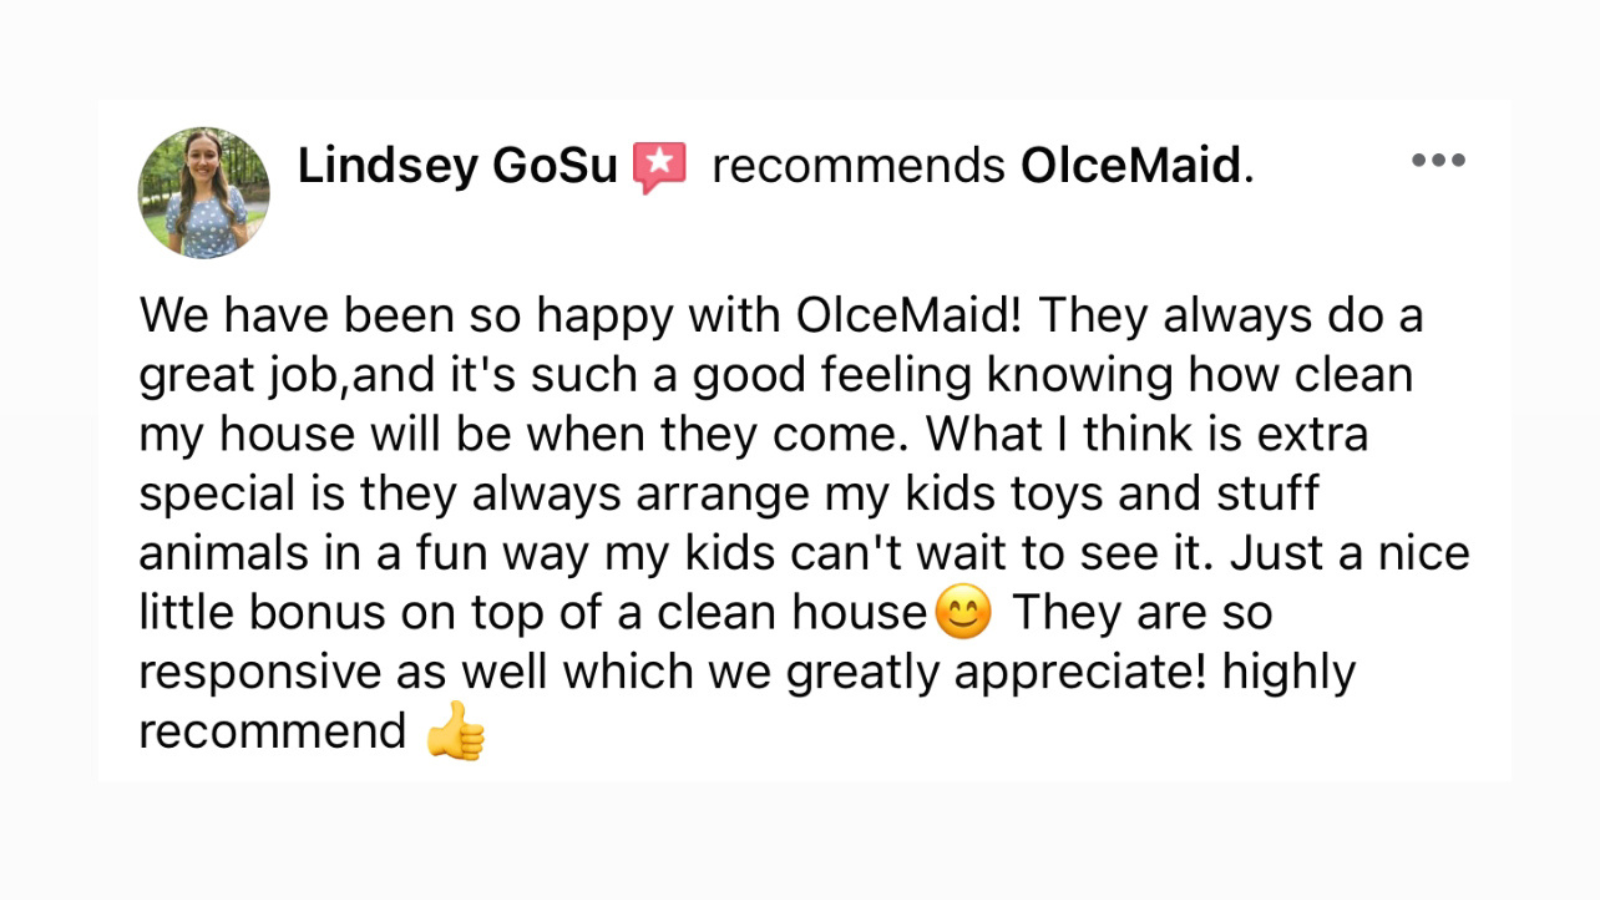 Lindsey GoSu recommends OlceMaid.
We have been so happy with OlceMaid! They always do a
great job,and it's such a good feeling knowing how clean
my house will be when they come. What I think is extra
special is they always arrange my kids toys and stuff
animals in a fun way my kids can't wait to see it. Just a nice
little bonus on top of a clean house😊 They are so
responsive as well which we greatly appreciate! highly
recommend 👍